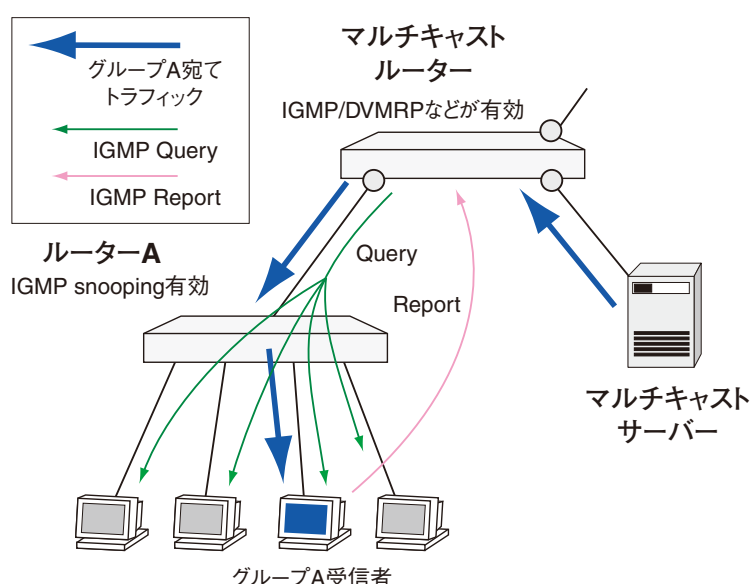 グループA宛て
トラフィック
IGMP Query
IGMP Report
マルチキャスト
ルーター
IGMP/DVMRPなどが有効
ルーターA
IGMP snooping有効
Query
Report
マルチキャスト
サーバー
グループA受信者